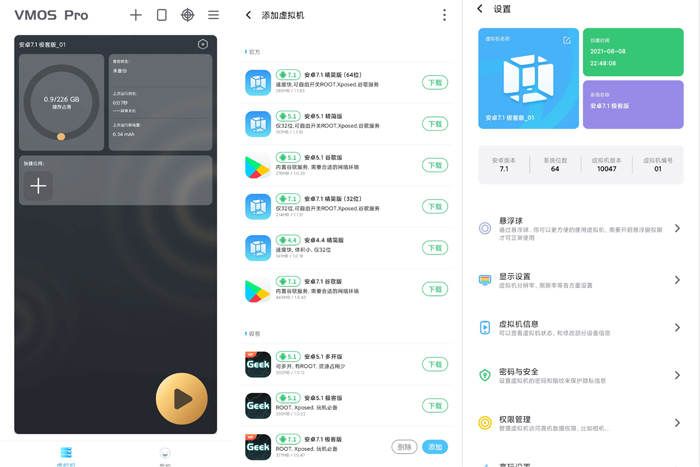 VMOS Pro
安卓7.1 极客版_01
0.9/226 GB
储存占用
备份状态:
未备份
上次运行时长:
0分7秒
上次运行耗电量:
6.54 mAh
快捷应用:
虚拟机
我的
添加虚拟机
官方
7.1 安卓7.1 精简版 (64位)
速度快,可自由开关ROOT,Xposed,谷歌服务
下载
5.1 安卓5.1 精简版
仅32位,可自由开关ROOT,Xposed,谷歌服务
下载
5.1 安卓5.1 谷歌版
内置谷歌服务, 需要合适的网络环境
下载
7.1 安卓7.1 精简版 (32位)
仅32位,可自由开关ROOT,Xposed,谷歌服务
下载
4.4 安卓4.4 精简版
速度快, 体积小, 仅32位
下载
7.1 安卓7.1 谷歌版
内置谷歌服务, 需要合适的网络环境
下载
极客
Geek
5.1 安卓5.1 多开版
可多开, 有ROOT, 资源占用少
下载
Geek
5.1 安卓5.1 极客版
ROOT, Xposed, 玩机必备
下载
Geek
7.1 安卓7.1 极客版
ROOT, Xposed, 玩机必备
删除
添加
设置
虚拟机名称
安卓7.1 极客版_01
创建时间
2021-08-08
22:48:08
系统名称
安卓7.1 极客版
安卓版本
7.1
系统位数
64
虚拟机版本
10047
虚拟机编号
01
悬浮球
通过悬浮球, 你可以更方便的使用虚拟机, 需要开启悬浮窗权限
才可正常使用
显示设置
虚拟机分辨率, 刷新率等各方面设置
虚拟机信息
可以查看虚拟机状态, 和修改部分设备信息
密码与安全
设置虚拟机的密码和指纹来保护隐私信息
权限管理
管理虚拟机访问真机数据权限, 比如相机...